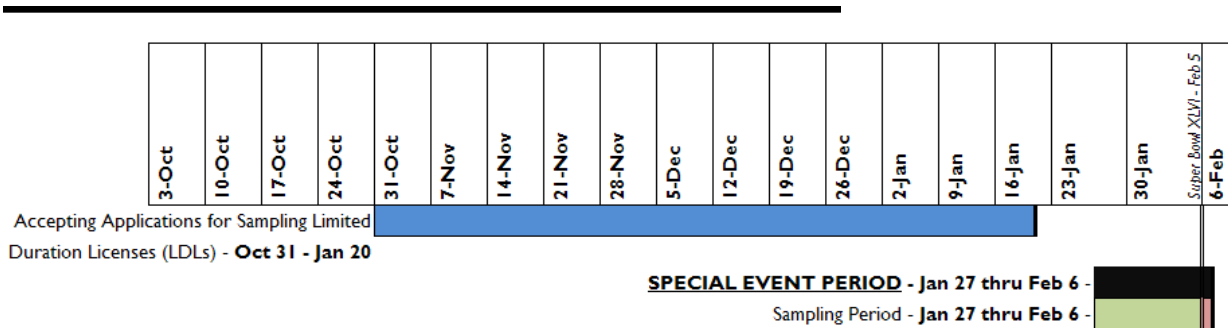 3-Oct
10-Oct
17-Oct
24-Oct
31-Oct
7-Nov
14-Nov
21-Nov
28-Nov
5-Dec
12-Dec
19-Dec
26-Dec
2-Jan
9-Jan
16-Jan
23-Jan
30-Jan
Super Bowl XLVI - Feb 5
6-Feb
Accepting Applications for Sampling Limited
Duration Licenses (LDLs) - Oct 31 - Jan 20
SPECIAL EVENT PERIOD - Jan 27 thru Feb 6 -
Sampling Period - Jan 27 thru Feb 6 -